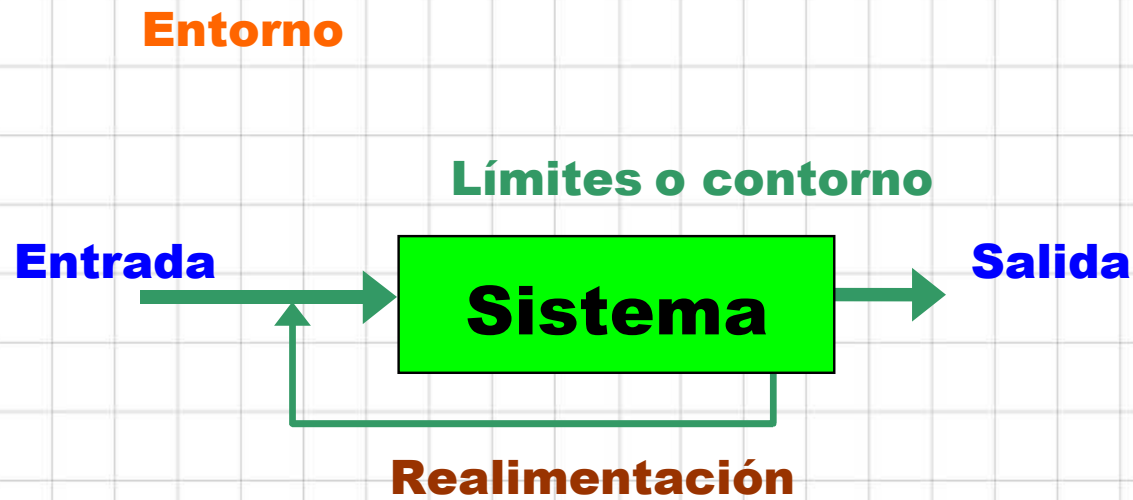 Entorno
Límites o contorno
Entrada
Salida
Sistema
Realimentación